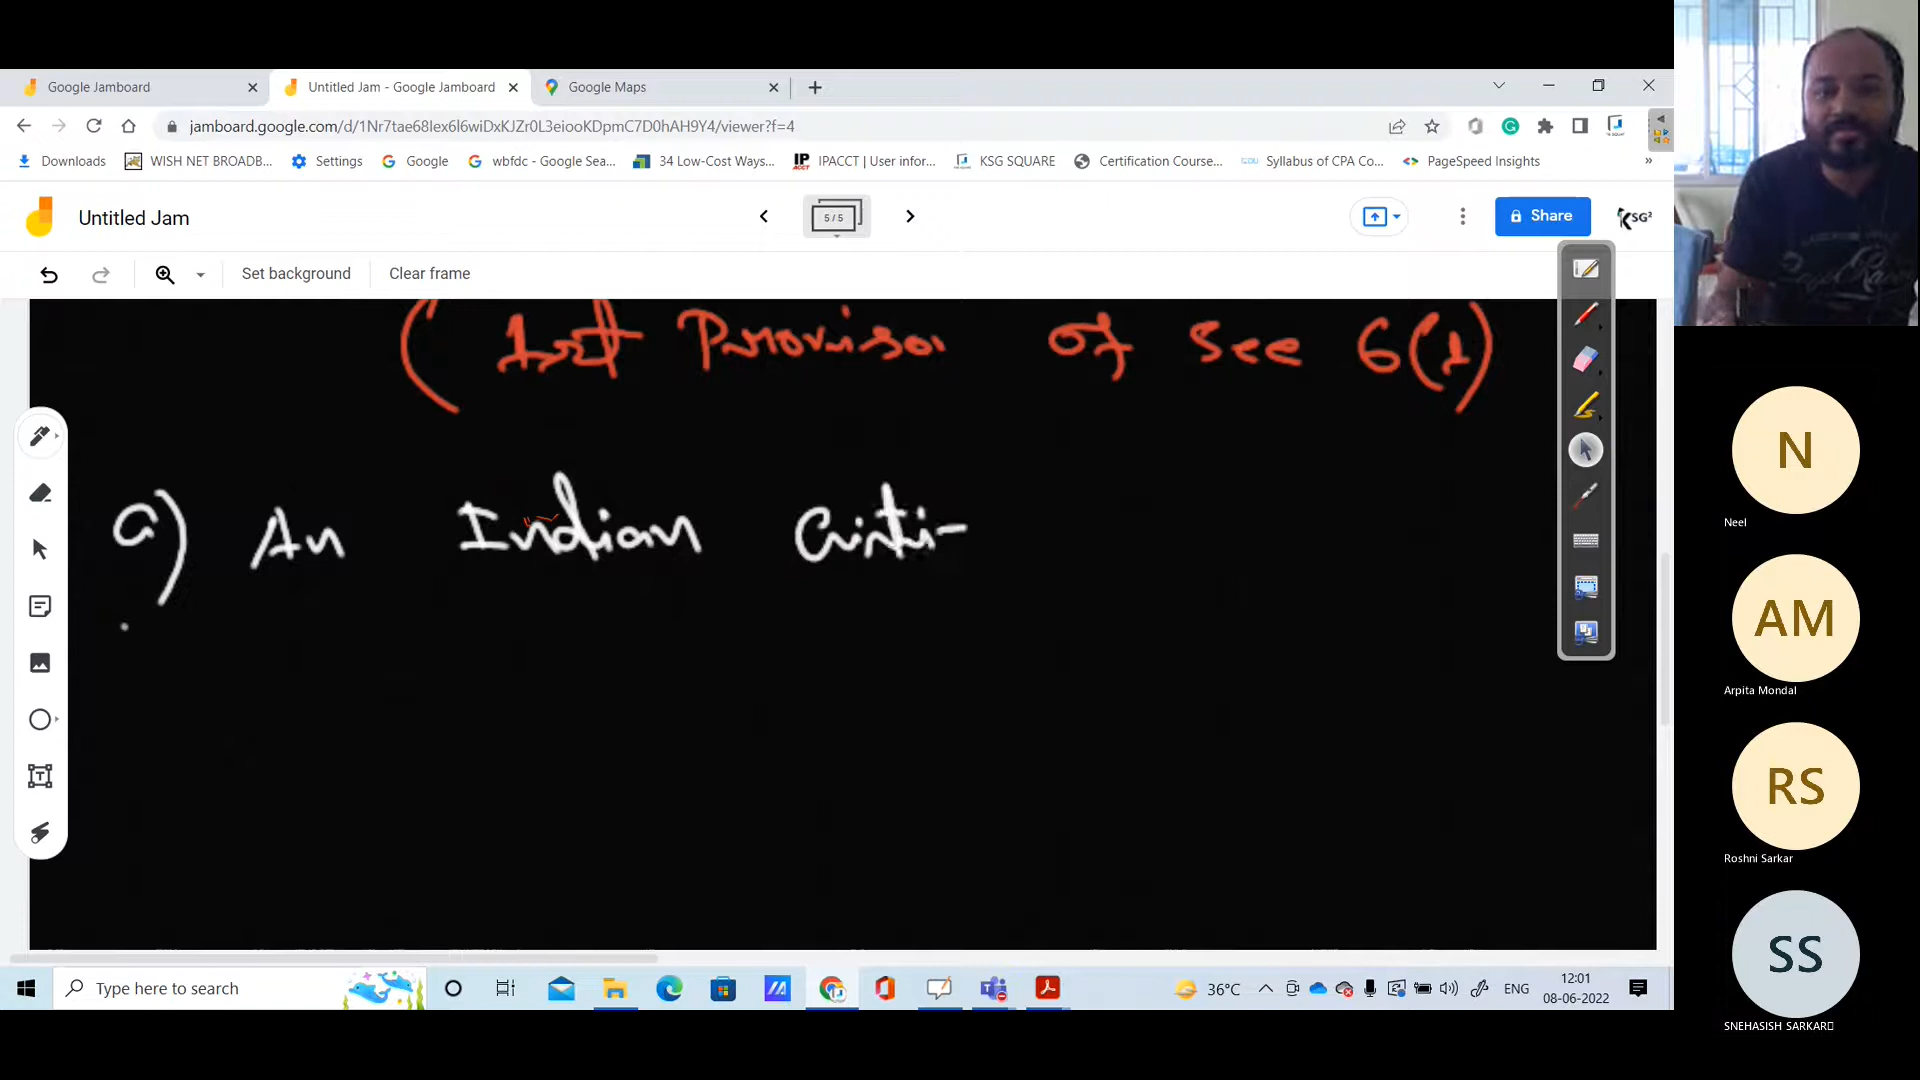 Google Jamboard
Untitled Jam - Google Jamboard
Google Maps
jamboard.google.com/d/1Nr7tae68Iex6l6wiDxKJZr0L3eiooKDpmC7D0hAH9Y4/viewer?f=4
Downloads
WISH NET BROADB...
Settings
Google
wbfdc - Google Sea...
34 Low-Cost Ways...
IPACCT | User infor...
KSG SQUARE
Certification Course...
Syllabus of CPA Co...
PageSpeed Insights
»
Untitled Jam
5 / 5
Share
KSG²
Set background
Clear frame
( 1st Provison of Sec 6(1)
a) An Indian Citi-
N
Neel
AM
Arpita Mondal
RS
Roshni Sarkar
SS
SNEHASISH SARKAR
Type here to search
36°C
ENG
12:01
08-06-2022